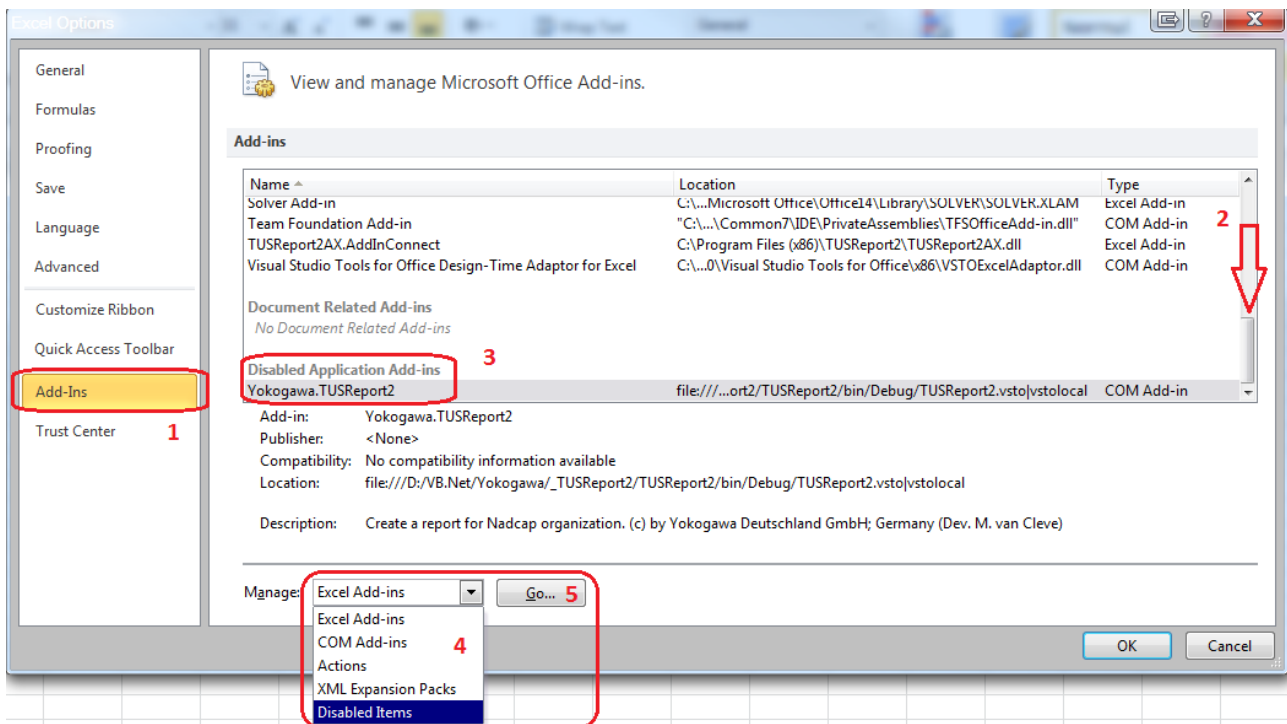 Excel Options
General
View and manage Microsoft Office Add-ins.
Formulas
Proofing
Add-ins
Save
Name Location Type
Solver Add-in C:\...Microsoft Office\Office14\Library\SOLVER\SOLVER.XLAM Excel Add-in
Language
Team Foundation Add-in "C:\...\Common7\IDE\PrivateAssemblies\TFSOfficeAdd-in.dll" COM Add-in 2
TUSReport2AX.AddInConnect C:\Program Files (x86)\TUSReport2\TUSReport2AX.dll Excel Add-in
Advanced
Visual Studio Tools for Office Design-Time Adaptor for Excel C:\...0\Visual Studio Tools for Office\x86\VSTOExcelAdaptor.dll COM Add-in
Customize Ribbon
Document Related Add-ins
No Document Related Add-ins
Quick Access Toolbar
3
Disabled Application Add-ins
Add-Ins
Yokogawa.TUSReport2 file:///...ort2/TUSReport2/bin/Debug/TUSReport2.vsto|vstolocal COM Add-in
Add-in: Yokogawa.TUSReport2
Trust Center 1
Publisher: <None>
Compatibility: No compatibility information available
Location: file:///D:/VB.Net/Yokogawa/_TUSReport2/TUSReport2/bin/Debug/TUSReport2.vsto|vstolocal
Description: Create a report for Nadcap organization. (c) by Yokogawa Deutschland GmbH; Germany (Dev. M. van Cleve)
Manage: Excel Add-ins Go... 5
Excel Add-ins
COM Add-ins 4
Actions
XML Expansion Packs
Disabled Items
OK Cancel